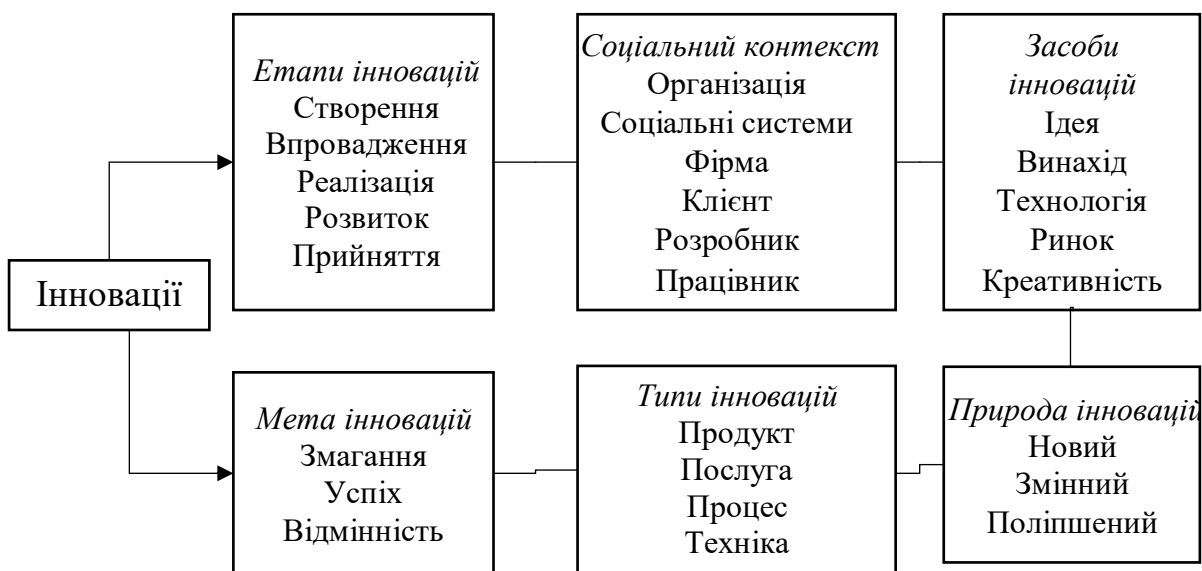 Інновації
Етапи інновацій
Створення
Впровадження
Реалізація
Розвиток
Прийняття
Соціальний контекст
Організація
Соціальні системи
Фірма
Клієнт
Розробник
Працівник
Засоби
інновацій
Ідея
Винахід
Технологія
Ринок
Креативність
Мета інновацій
Змагання
Успіх
Відмінність
Типи інновацій
Продукт
Послуга
Процес
Техніка
Природа інновацій
Новий
Змінний
Поліпшений